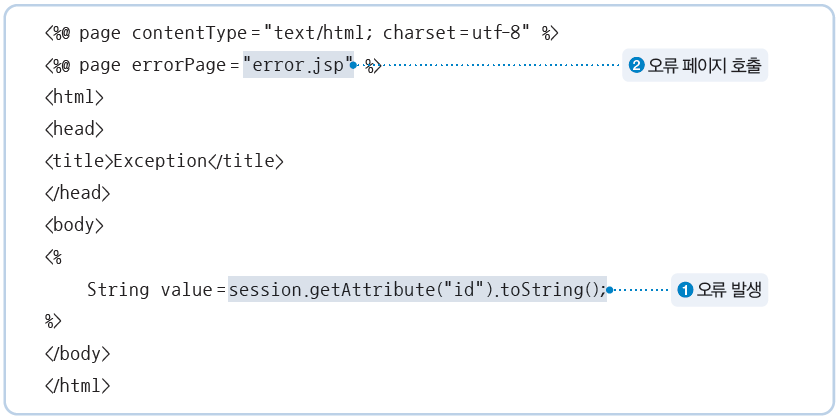 <%@ page contentType="text/html; charset=utf-8" %>
<%@ page errorPage="error.jsp" %> ❷ 오류 페이지 호출
<html>
<head>
<title>Exception</title>
</head>
<body>
<%
String value=session.getAttribute("id").toString(); ❶ 오류 발생
%>
</body>
</html>